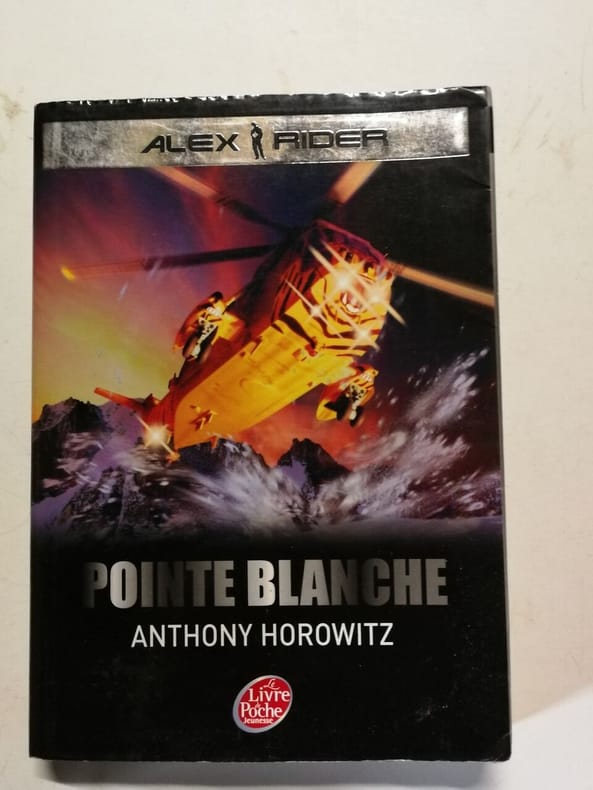 ALEX RIDER
POINTE BLANCHE
ANTHONY HOROWITZ
Le
Livre
de
Poche
Jeunesse